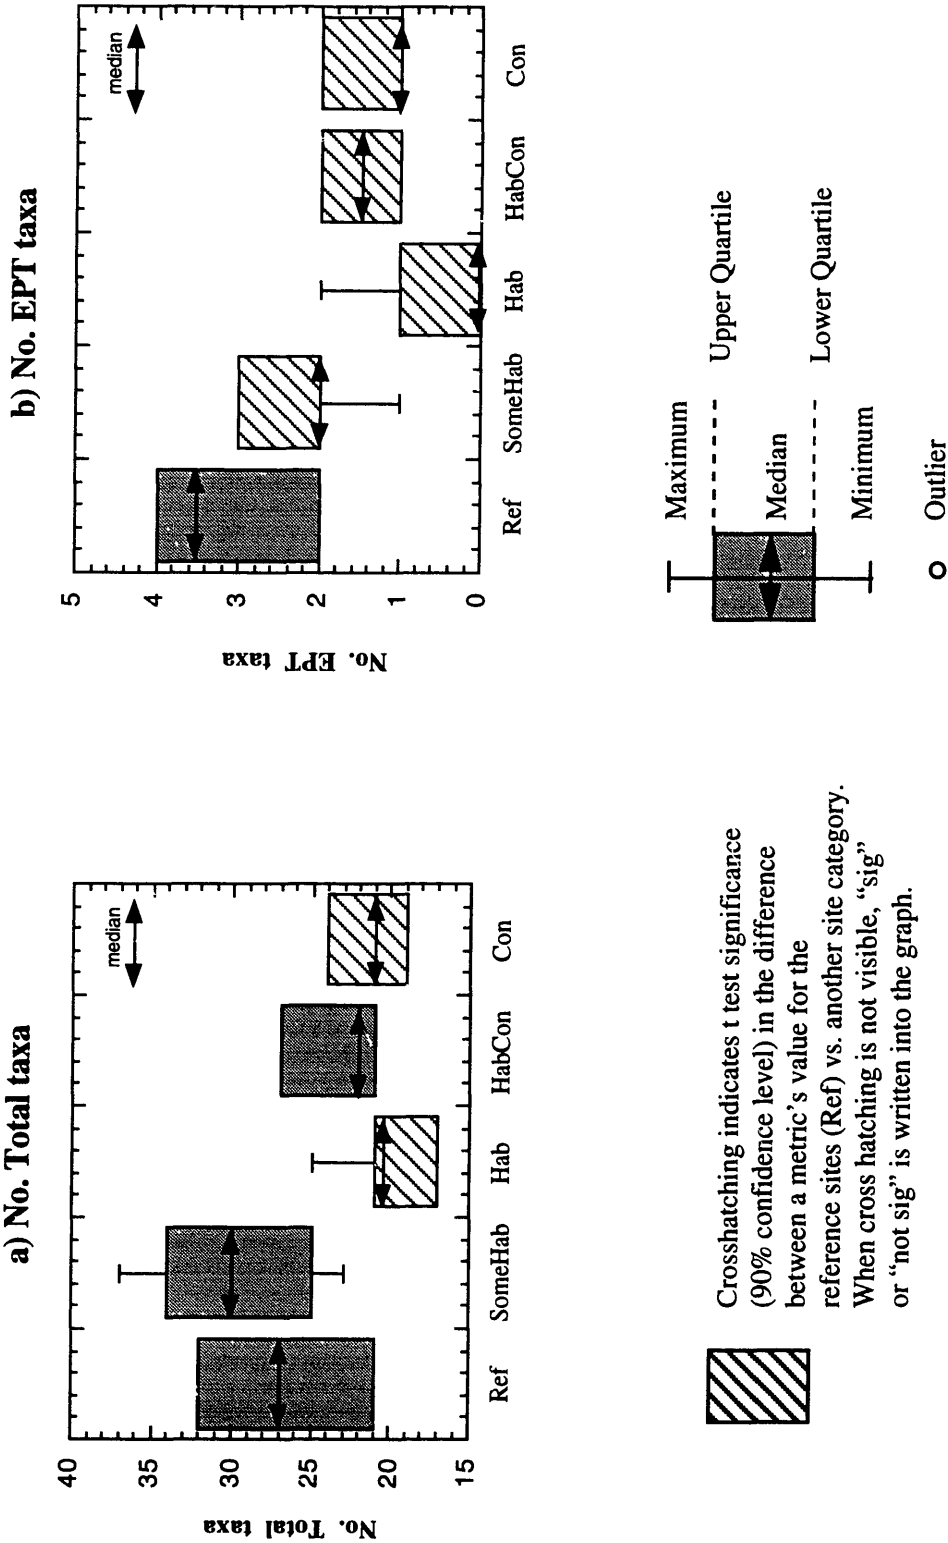 a) No. Total taxa
No. Total taxa
40
35
30
25
20
15
median
Ref
SomeHab
Hab
HabCon
Con
b) No. EPT taxa
No. EPT taxa
5
4
3
2
1
0
median
Ref
SomeHab
Hab
HabCon
Con
Crosshatching indicates t test significance
(90% confidence level) in the difference
between a metric's value for the
reference sites (Ref) vs. another site category.
When cross hatching is not visible, “sig”
or “not sig” is written into the graph.
Maximum
Upper Quartile
Median
Lower Quartile
Minimum
Outlier